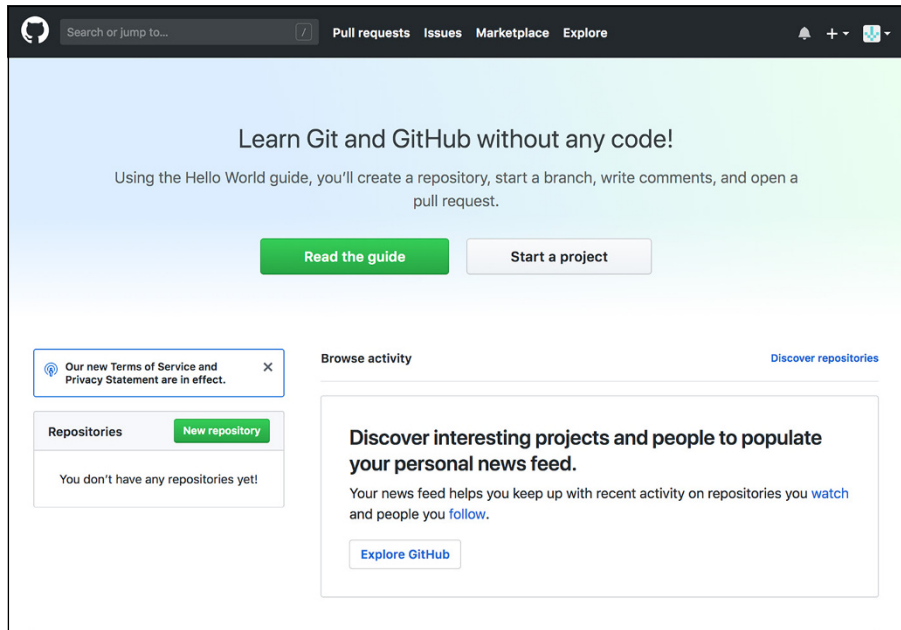 Search or jump to... /
Pull requests Issues Marketplace Explore
Learn Git and GitHub without any code!
Using the Hello World guide, you’ll create a repository, start a branch, write comments, and open a
pull request.
Read the guide
Start a project
Our new Terms of Service and
Privacy Statement are in effect.
Repositories
New repository
You don’t have any repositories yet!
Browse activity
Discover repositories
Discover interesting projects and people to populate
your personal news feed.
Your news feed helps you keep up with recent activity on repositories you watch
and people you follow.
Explore GitHub